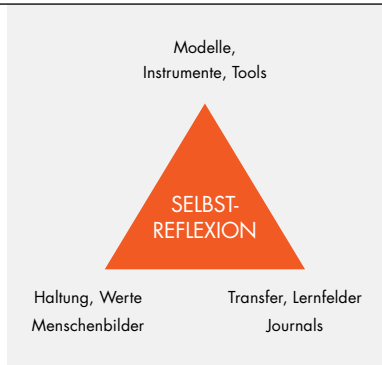 Modelle,
Instrumente, Tools
SELBST-
REFLEXION
Haltung, Werte
Menschenbilder
Transfer, Lernfelder
Journals